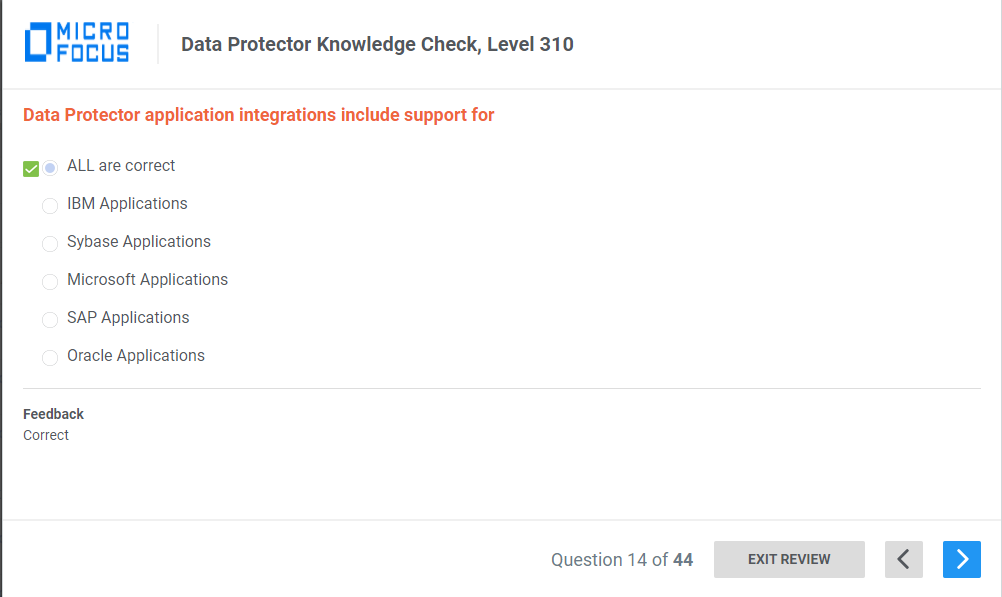 MICRO
FOCUS
Data Protector Knowledge Check, Level 310
Data Protector application integrations include support for
ALL are correct
IBM Applications
Sybase Applications
Microsoft Applications
SAP Applications
Oracle Applications
Feedback
Correct
Question 14 of 44
EXIT REVIEW